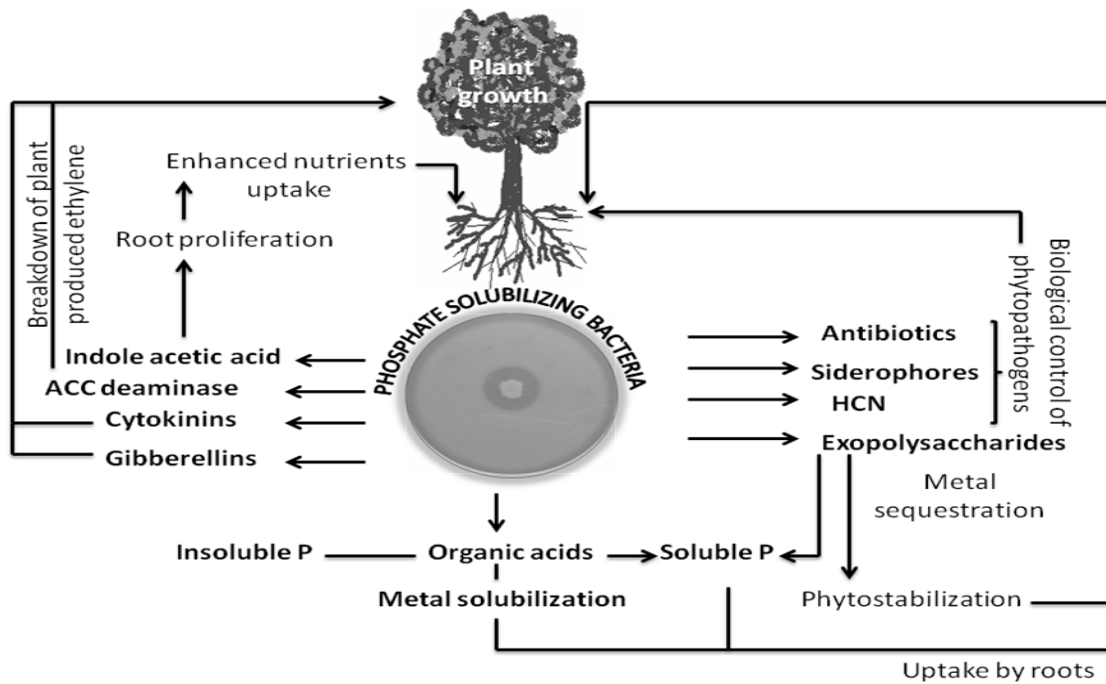 Plant
growth
Enhanced nutrients
uptake
Root proliferation
Breakdown of plant
produced ethylene
PHOSPHATE SOLUBILIZING BACTERIA
Indole acetic acid
ACC deaminase
Cytokinins
Gibberellins
Antibiotics
Siderophores
HCN
Exopolysaccharides
Biological control of
phytopathogens
Metal
sequestration
Insoluble P
Organic acids
Soluble P
Metal solubilization
Phytostabilization
Uptake by roots